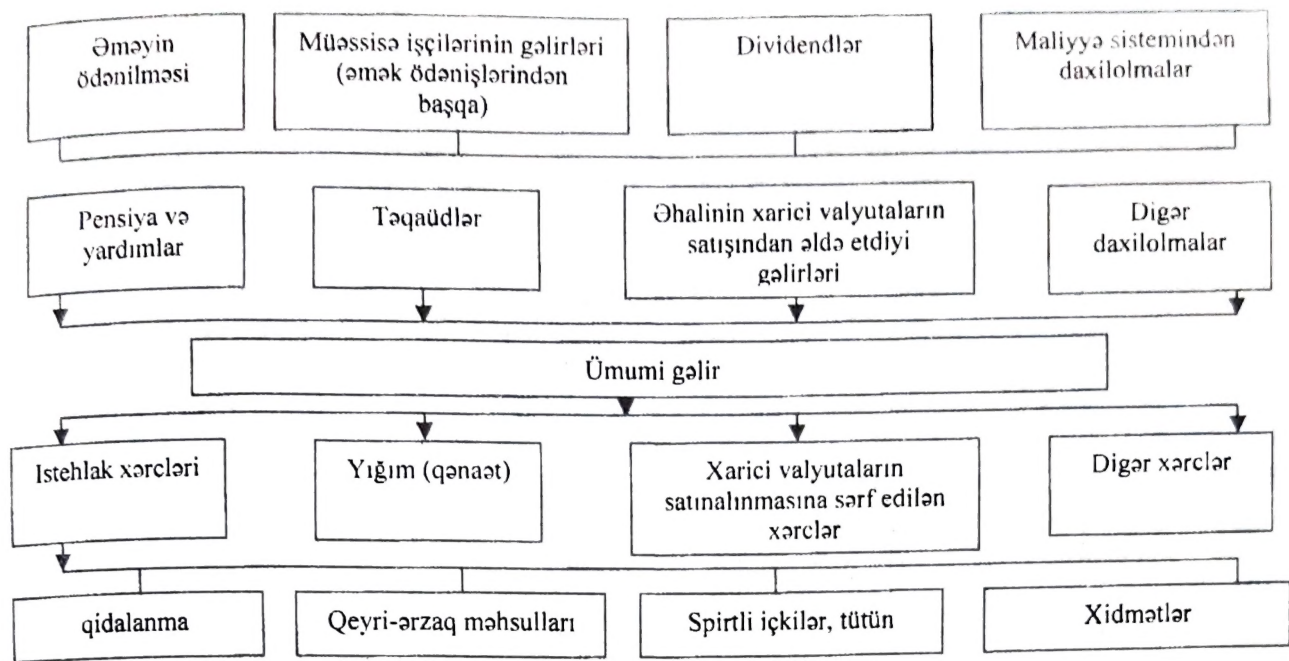 Əməyin
ödənilməsi
Müəssisə işçilərinin gəlirləri
(əmək ödənişlərindən
başqa)
Dividendlər
Maliyyə sistemindən
daxilolmalar
Pensiya və
yardımlar
Təqaüdlər
Əhalinin xarici valyutaların
satışından əldə etdiyi
gəlirləri
Digər
daxilolmalar
Ümumi gəlir
Istehlak xərcləri
Yığım (qənaət)
Xarici valyutaların
satınalınmasına sərf edilən
xərclər
Digər xərclər
qidalanma
Qeyri-ərzaq məhsulları
Spirtli içkilər, tütün
Xidmətlər